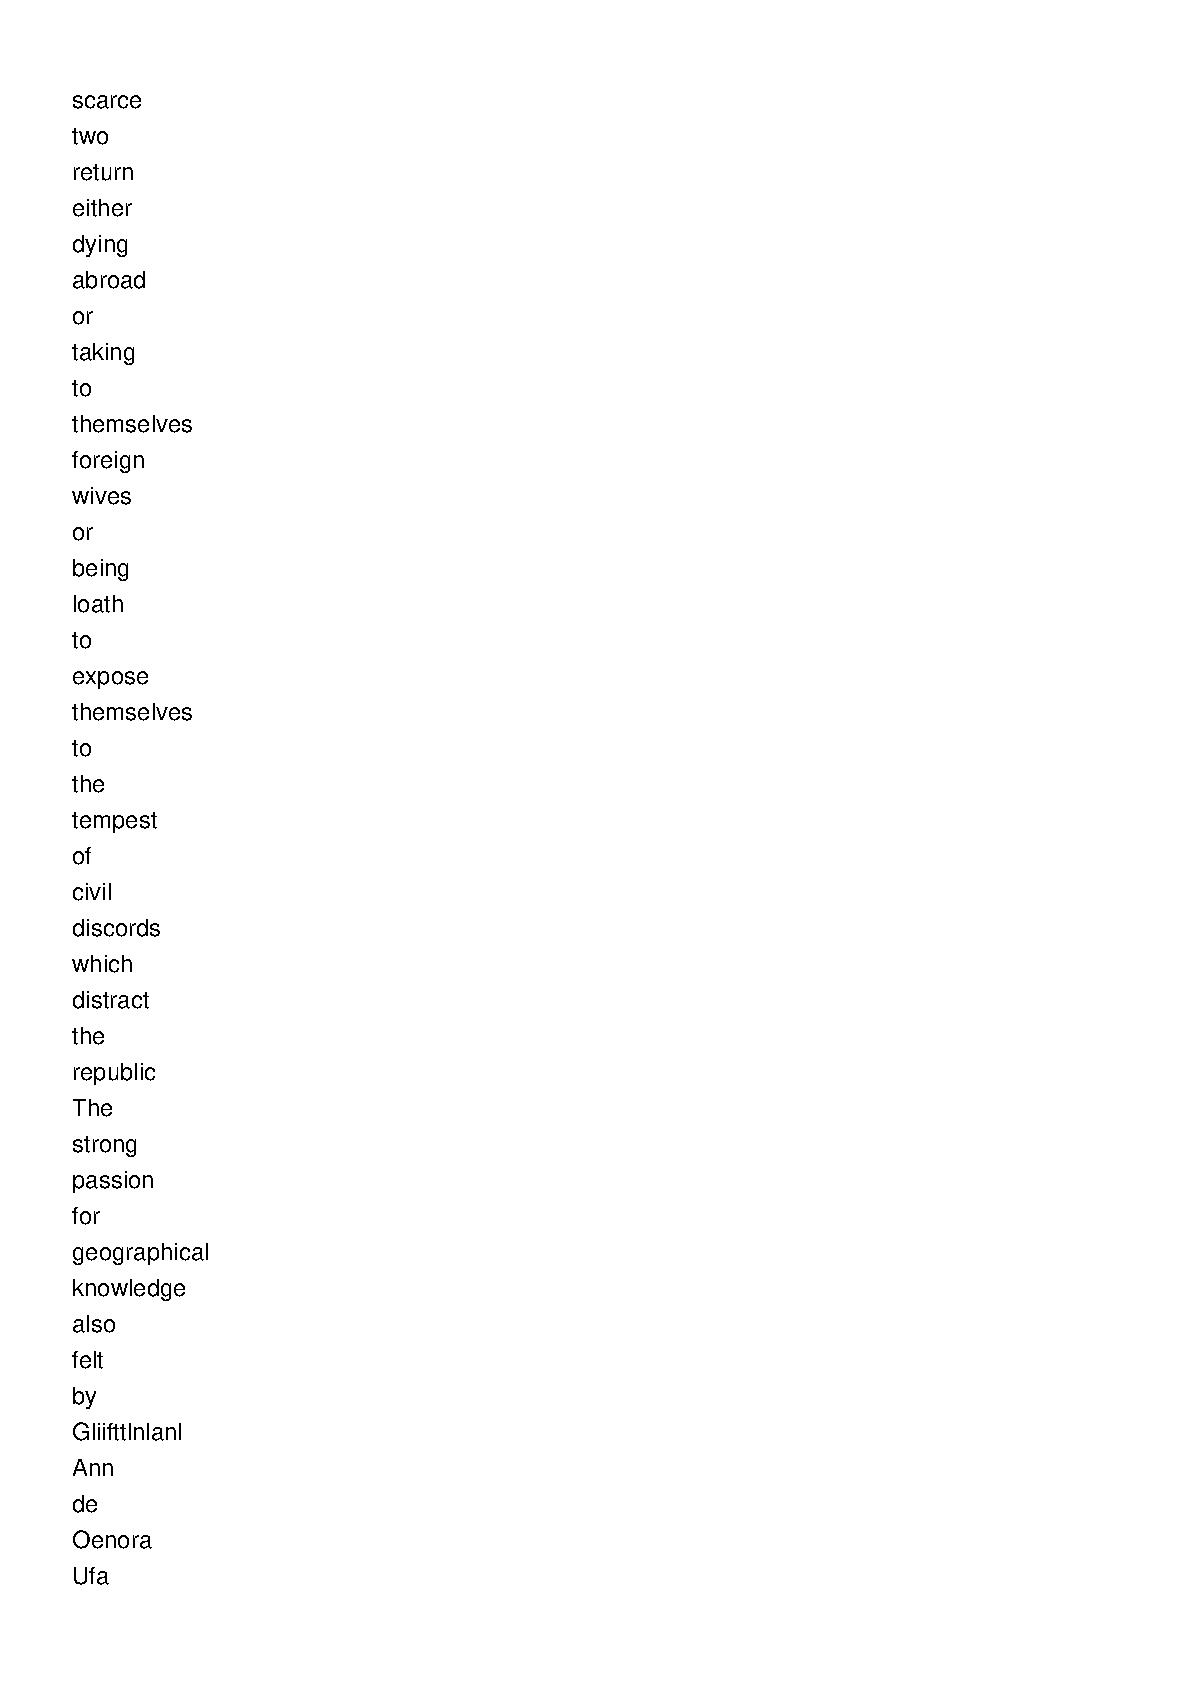 scarce
two
return
either
dying
abroad
or
taking
to
themselves
foreign
wives
or
being
loath
to
expose
themselves
to
the
tempest
of
civil
discords
which
distract
the
republic
The
strong
passion
for
geographical
knowledge
also
felt
by
Gliifttlnlanl
Ann
de
Oenora
Ufa